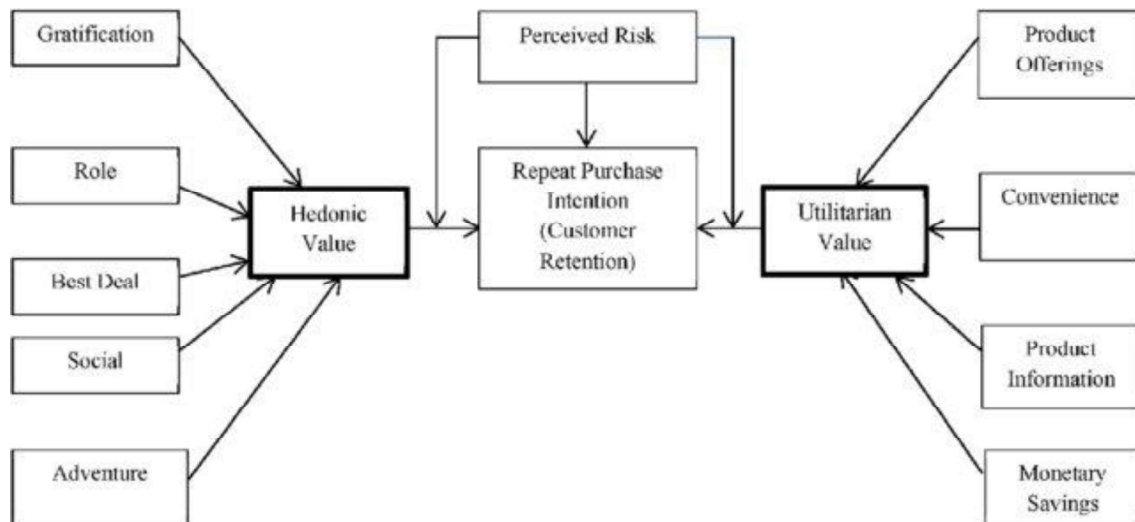 Gratification
Perceived Risk
Product
Offerings
Role
Repeat Purchase
Intention
(Customer
Retention)
Hedonic
Value
Utilitarian
Value
Convenience
Best Deal
Social
Product
Information
Adventure
Monetary
Savings